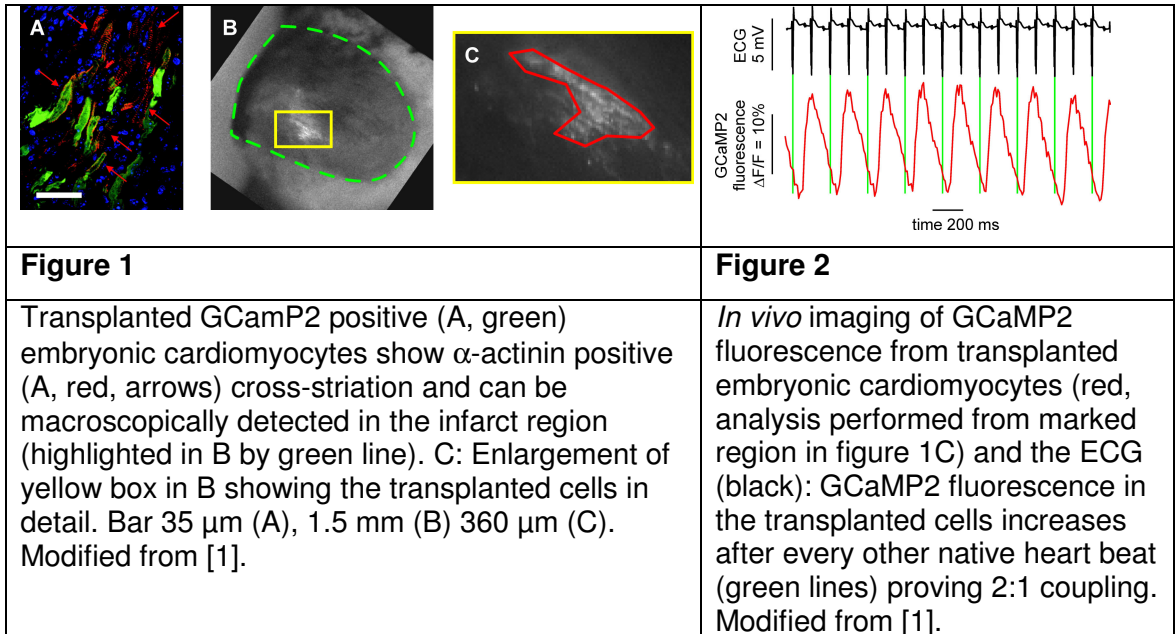 A
B
C
ECG
5 mV
GCaMP2
fluorescence
ΔF/F = 10%
time 200 ms
Figure 1
Transplanted GCamP2 positive (A, green)
embryonic cardiomyocytes show α-actinin positive
(A, red, arrows) cross-striation and can be
macroscopically detected in the infarct region
(highlighted in B by green line). C: Enlargement of
yellow box in B showing the transplanted cells in
detail. Bar 35 µm (A), 1.5 mm (B) 360 µm (C).
Modified from [1].
Figure 2
In vivo imaging of GCaMP2
fluorescence from transplanted
embryonic cardiomyocytes (red,
analysis performed from marked
region in figure 1C) and the ECG
(black): GCaMP2 fluorescence in
the transplanted cells increases
after every other native heart beat
(green lines) proving 2:1 coupling.
Modified from [1].